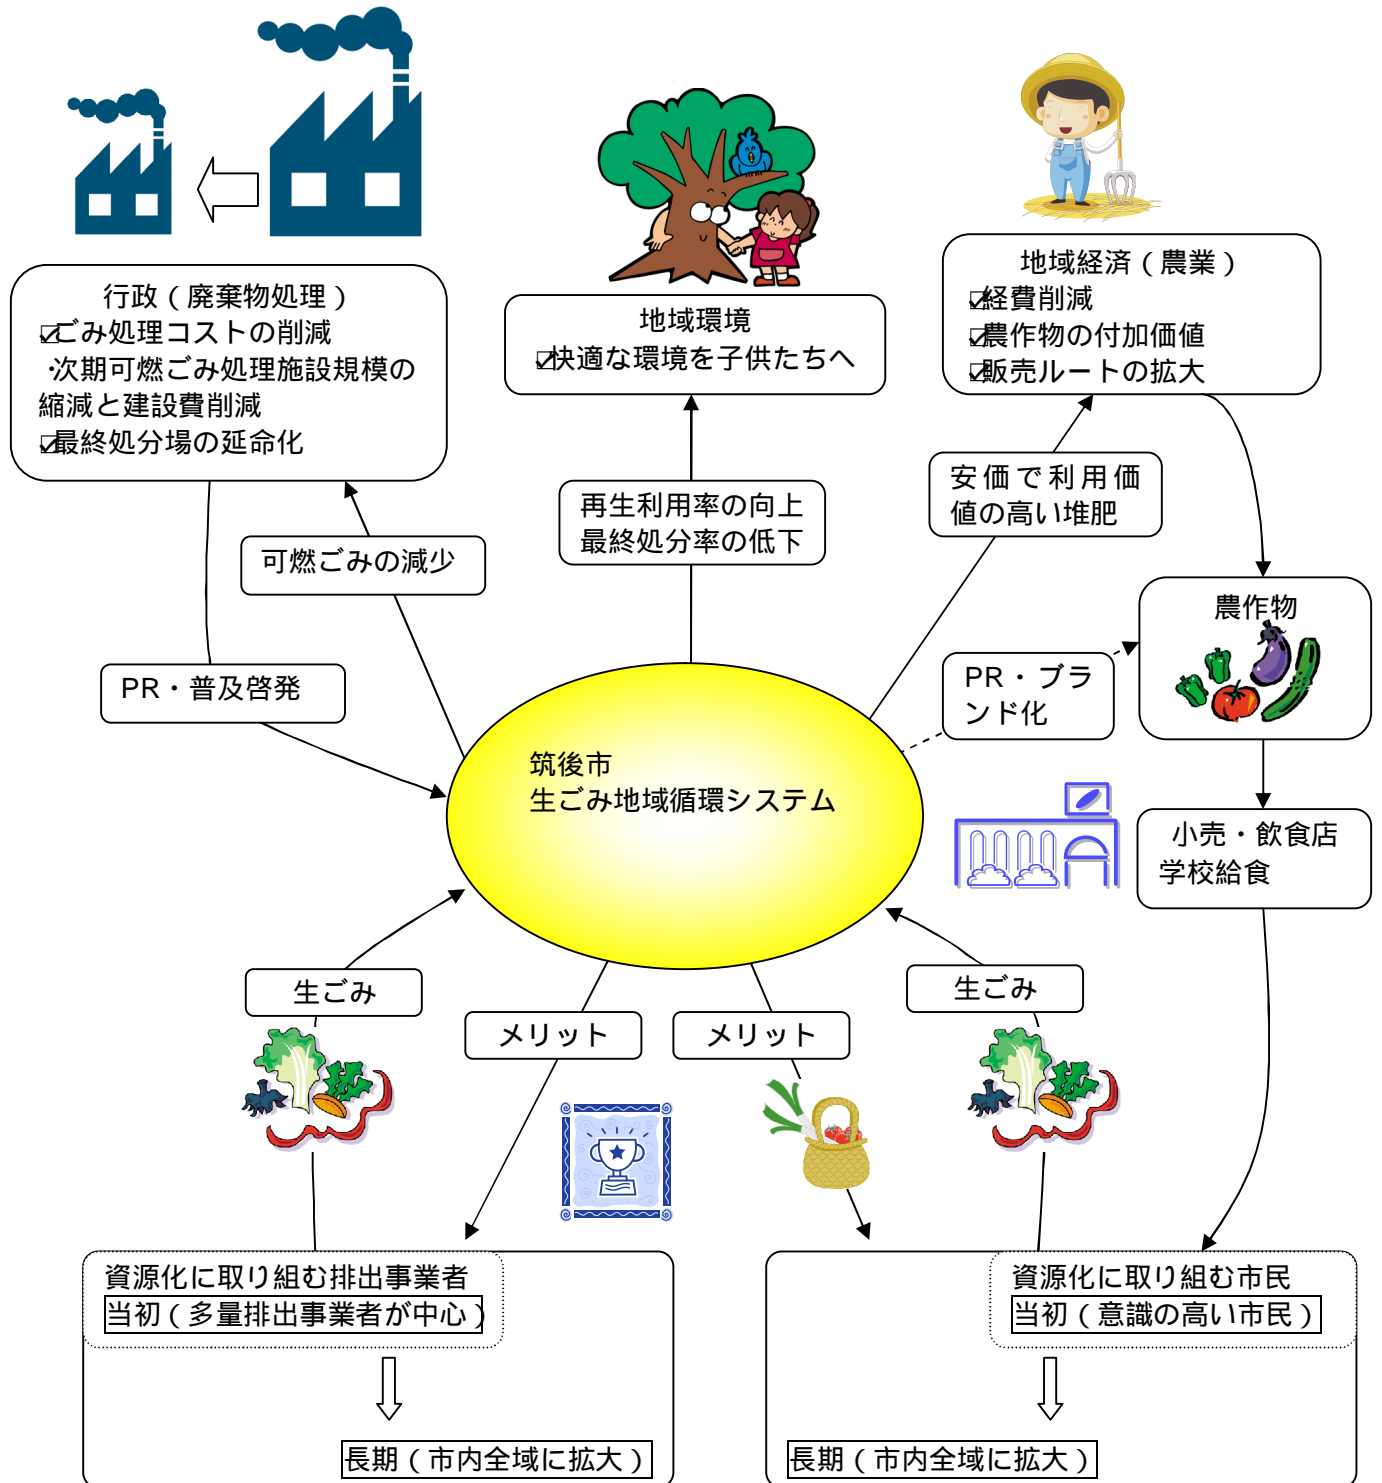 行政（廃棄物処理）
☑ごみ処理コストの削減
・次期可燃ごみ処理施設規模の
縮減と建設費削減
☑最終処分場の延命化
地域環境
☑快適な環境を子供たちへ
地域経済（農業）
☑経費削減
☑農作物の付加価値
☑販売ルートの拡大
可燃ごみの減少
再生利用率の向上
最終処分率の低下
安価で利用価
値の高い堆肥
農作物
PR・普及啓発
PR・ブラ
ンド化
筑後市
生ごみ地域循環システム
小売・飲食店
学校給食
生ごみ
メリット
メリット
生ごみ
資源化に取り組む排出事業者
当初（多量排出事業者が中心）
長期（市内全域に拡大）
資源化に取り組む市民
当初（意識の高い市民）
長期（市内全域に拡大）